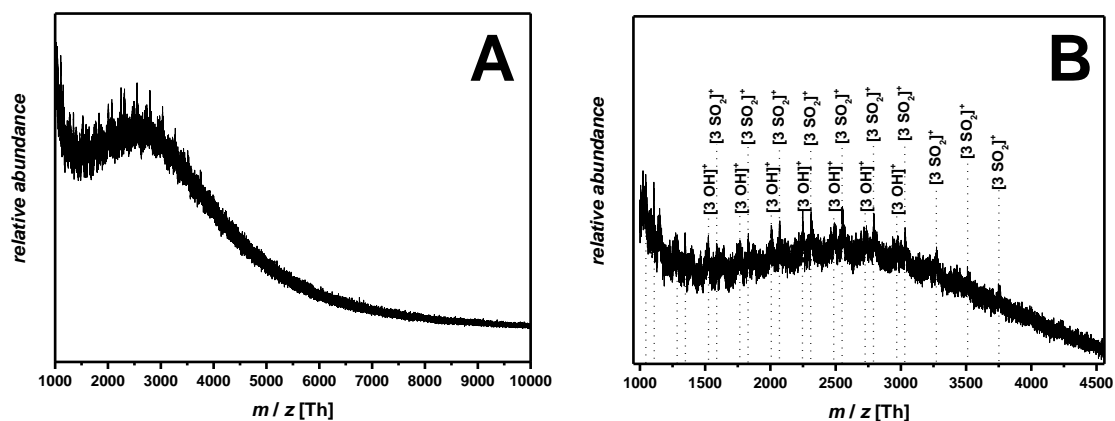 A
relative abundance
1000 2000 3000 4000 5000 6000 7000 8000 9000 10000
m / z [Th]
B
relative abundance
[3 OH]⁺ [3 SO₂]⁺ [3 OH]⁺ [3 SO₂]⁺ [3 OH]⁺ [3 SO₂]⁺ [3 OH]⁺ [3 SO₂]⁺ [3 OH]⁺ [3 SO₂]⁺ [3 OH]⁺ [3 SO₂]⁺ [3 OH]⁺ [3 SO₂]⁺ [3 SO₂]⁺ [3 SO₂]⁺ [3 SO₂]⁺
1000 1500 2000 2500 3000 3500 4000 4500
m / z [Th]